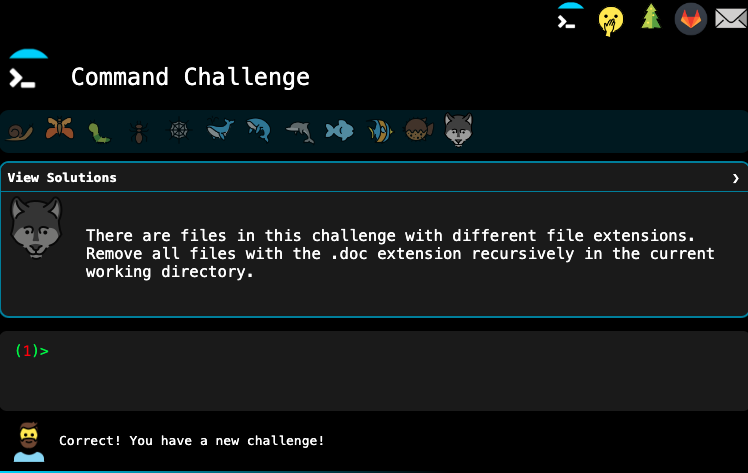 Command Challenge
View Solutions
There are files in this challenge with different file extensions.
Remove all files with the .doc extension recursively in the current
working directory.
(1)>
Correct! You have a new challenge!